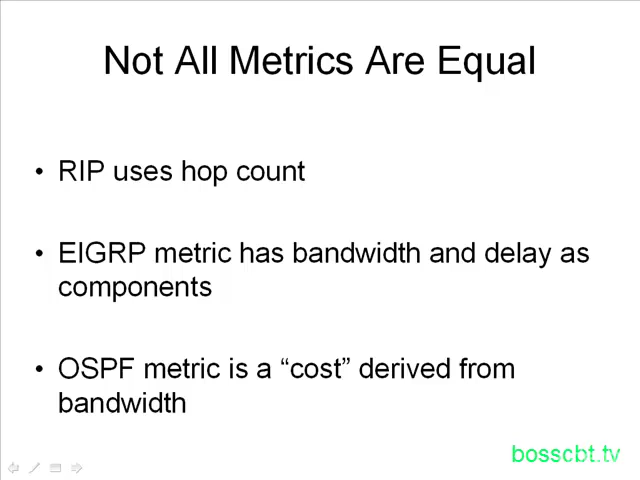 Not All Metrics Are Equal
• RIP uses hop count
• EIGRP metric has bandwidth and delay as
components
• OSPF metric is a “cost” derived from
bandwidth
bosscbt.tv